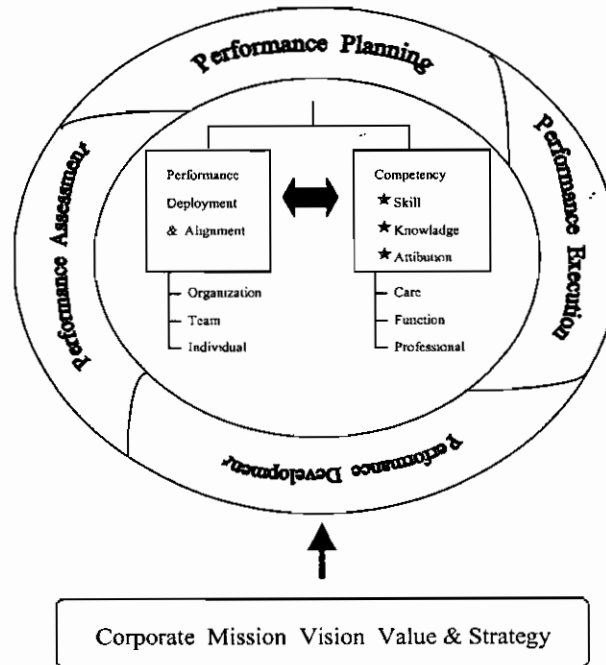 Performance Planning
Performance Execution
Performance Development
Performance Assessment
Performance
Deployment
& Alignment
Organization
Team
Individual
Competency
★ Skill
★ Knowladge
★ Attibution
Care
Function
Professional
Corporate Mission Vision Value & Strategy